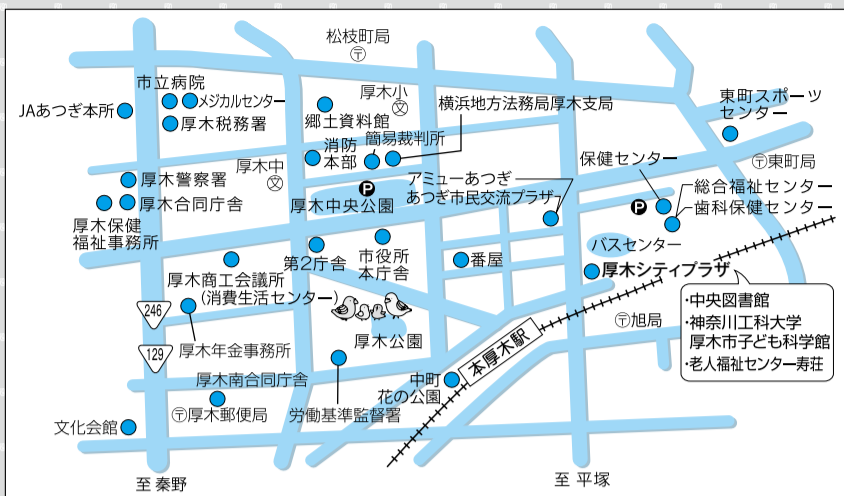 松枝町局
〒
市立病院
メジカルセンター
JAあつぎ本所
厚木税務署
厚木小
文
郷土資料館
横浜地方法務局厚木支局
東町スポーツ
センター
消防
本部
簡易裁判所
厚木中
文
保健センター
〒東町局
厚木警察署
P
アミューあつぎ
あつぎ市民交流プラザ
総合福祉センター
厚木合同庁舎
厚木中央公園
P
歯科保健センター
厚木保健
福祉事務所
バスセンター
第2庁舎
市役所
本庁舎
番屋
厚木シティプラザ
厚木商工会議所
(消費生活センター)
・中央図書館
・神奈川工科大学
厚木市子ども科学館
・老人福祉センター寿荘
246
〒旭局
厚木公園
129
厚木年金事務所
本厚木駅
厚木南合同庁舎
中町
花の公園
〒厚木郵便局
労働基準監督署
文化会館
至 秦野
至 平塚